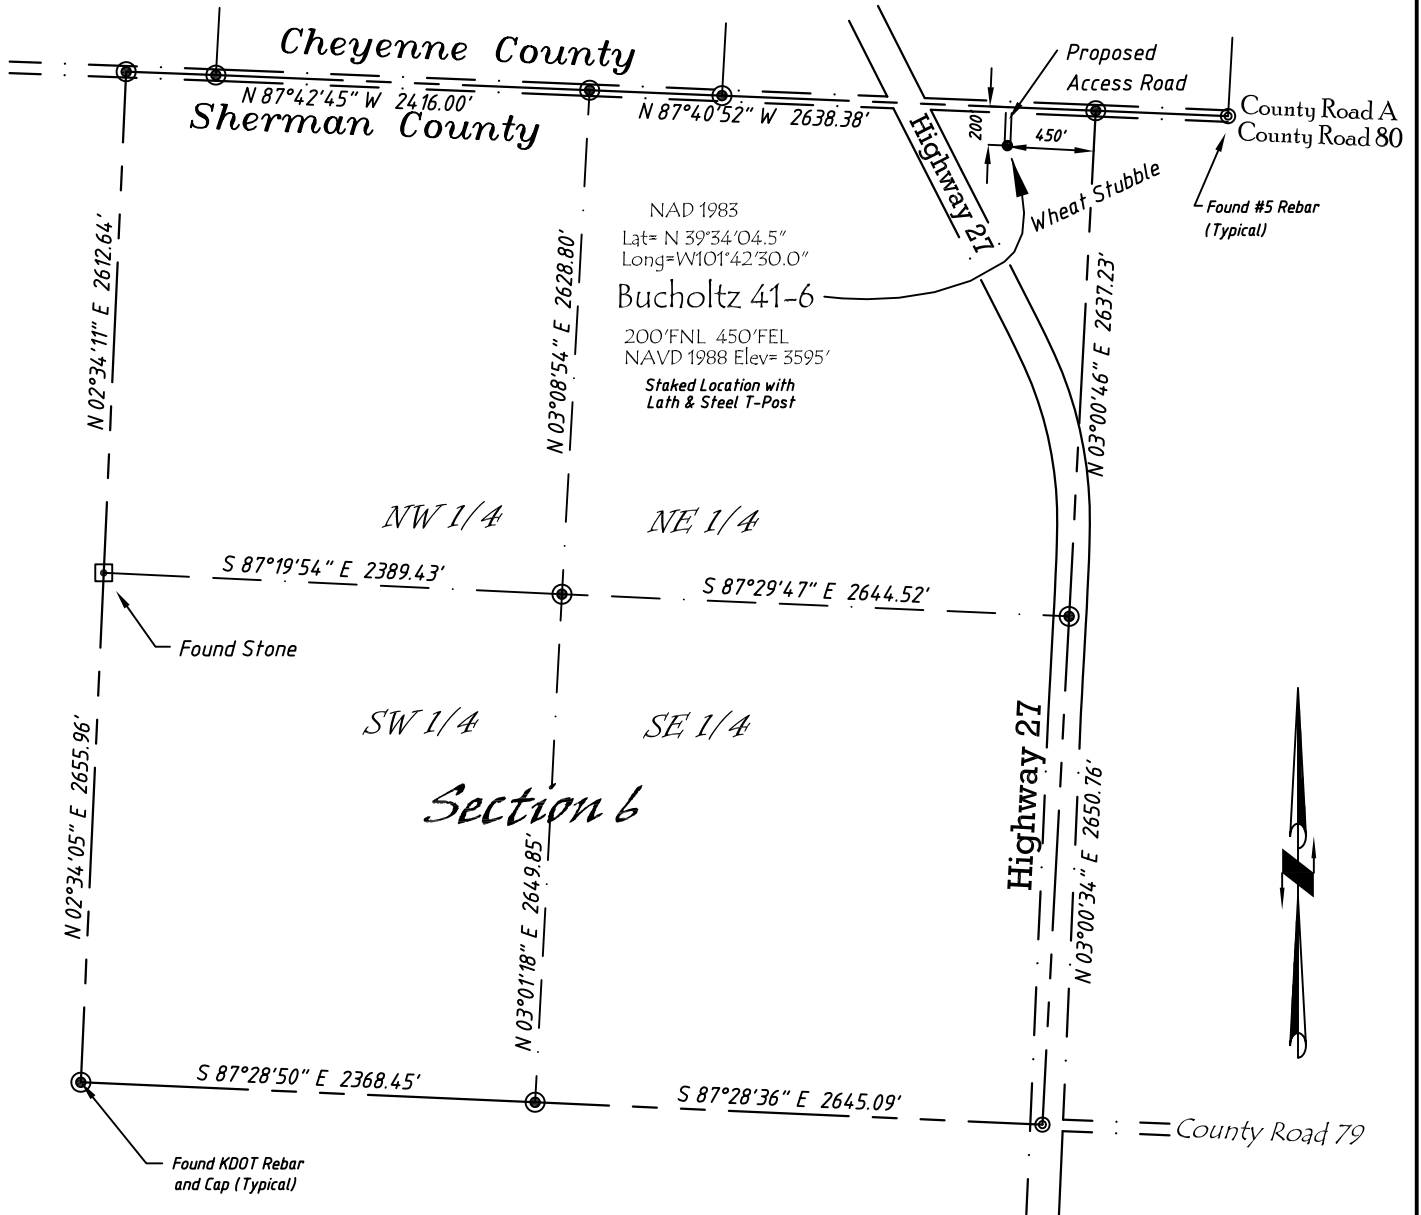 Cheyenne County
N 87°42'45" W 2416.00'
Sherman County
N 87°40'52" W 2638.38'
Proposed
Access Road
County Road A
County Road 80
200'
450'
Highway 27
Wheat Stubble
Found #5 Rebar
(Typical)
N 02°34'11" E 2612.64'
N 03°08'54" E 2628.80'
NAD 1983
Lat= N 39°34'04.5"
Long=W101°42'30.0"
Bucholtz 41-6
200'FNL 450'FEL
NAVD 1988 Elev= 3595'
Staked Location with
Lath & Steel T-Post
N 03°00'46" E 2637.23'
NW 1/4
NE 1/4
S 87°19'54" E 2389.43'
S 87°29'47" E 2644.52'
Found Stone
SW 1/4
SE 1/4
Section 6
N 02°34'05" E 2655.96'
N 03°01'18" E 2649.85'
Highway 27
N 03°00'34" E 2650.76'
S 87°28'50" E 2368.45'
S 87°28'36" E 2645.09'
County Road 79
Found KDOT Rebar
and Cap (Typical)